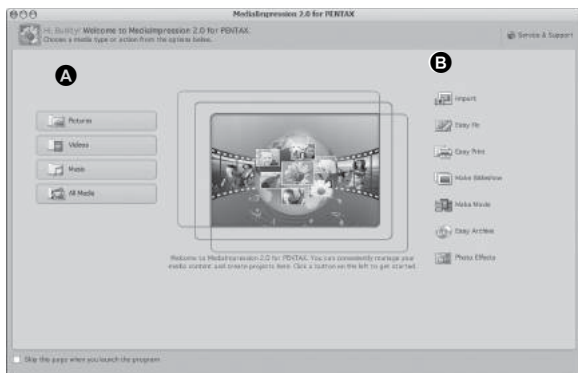 MediaImpression 2.0 for PENTAX
Hi, Buddy! Welcome to MediaImpression 2.0 for PENTAX.
Choose a media type or action from the options below.
Service & Support
A
B
Pictures
Videos
Music
All Media
Import
Easy Fix
Easy Print
Make Slideshow
Make Movie
Easy Archive
Photo Effects
Welcome to MediaImpression 2.0 for PENTAX. You can conveniently manage your
media content and create projects here. Click a button on the left to get started.
Skip this page when you launch the program